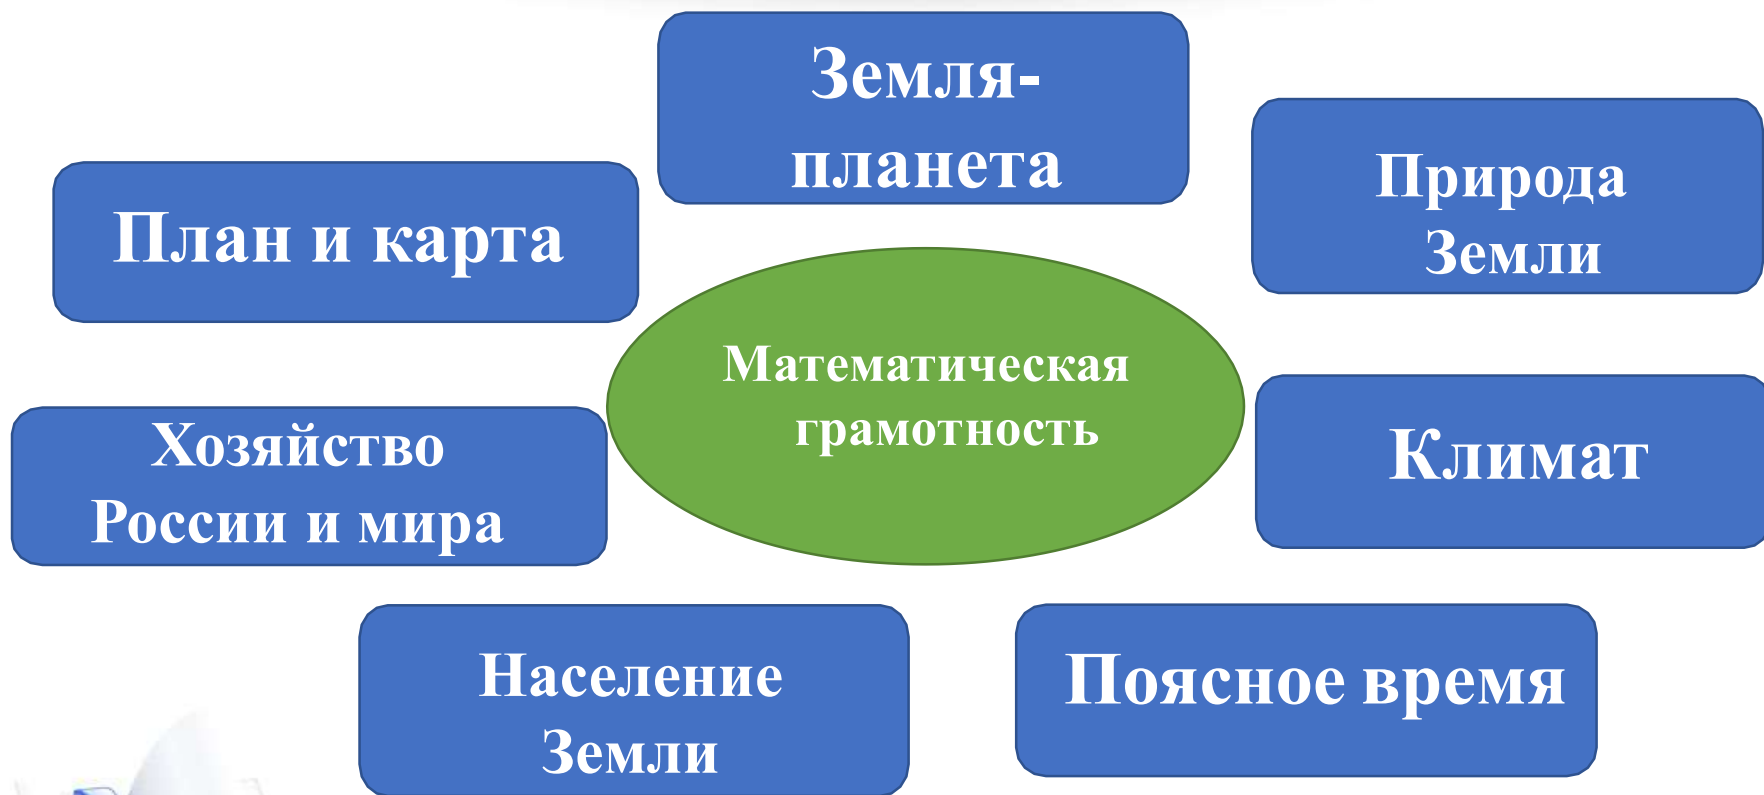 Земля-
планета
Природа
Земли
План и карта
Математическая
грамотность
Хозяйство
России и мира
Климат
Население
Земли
Поясное время